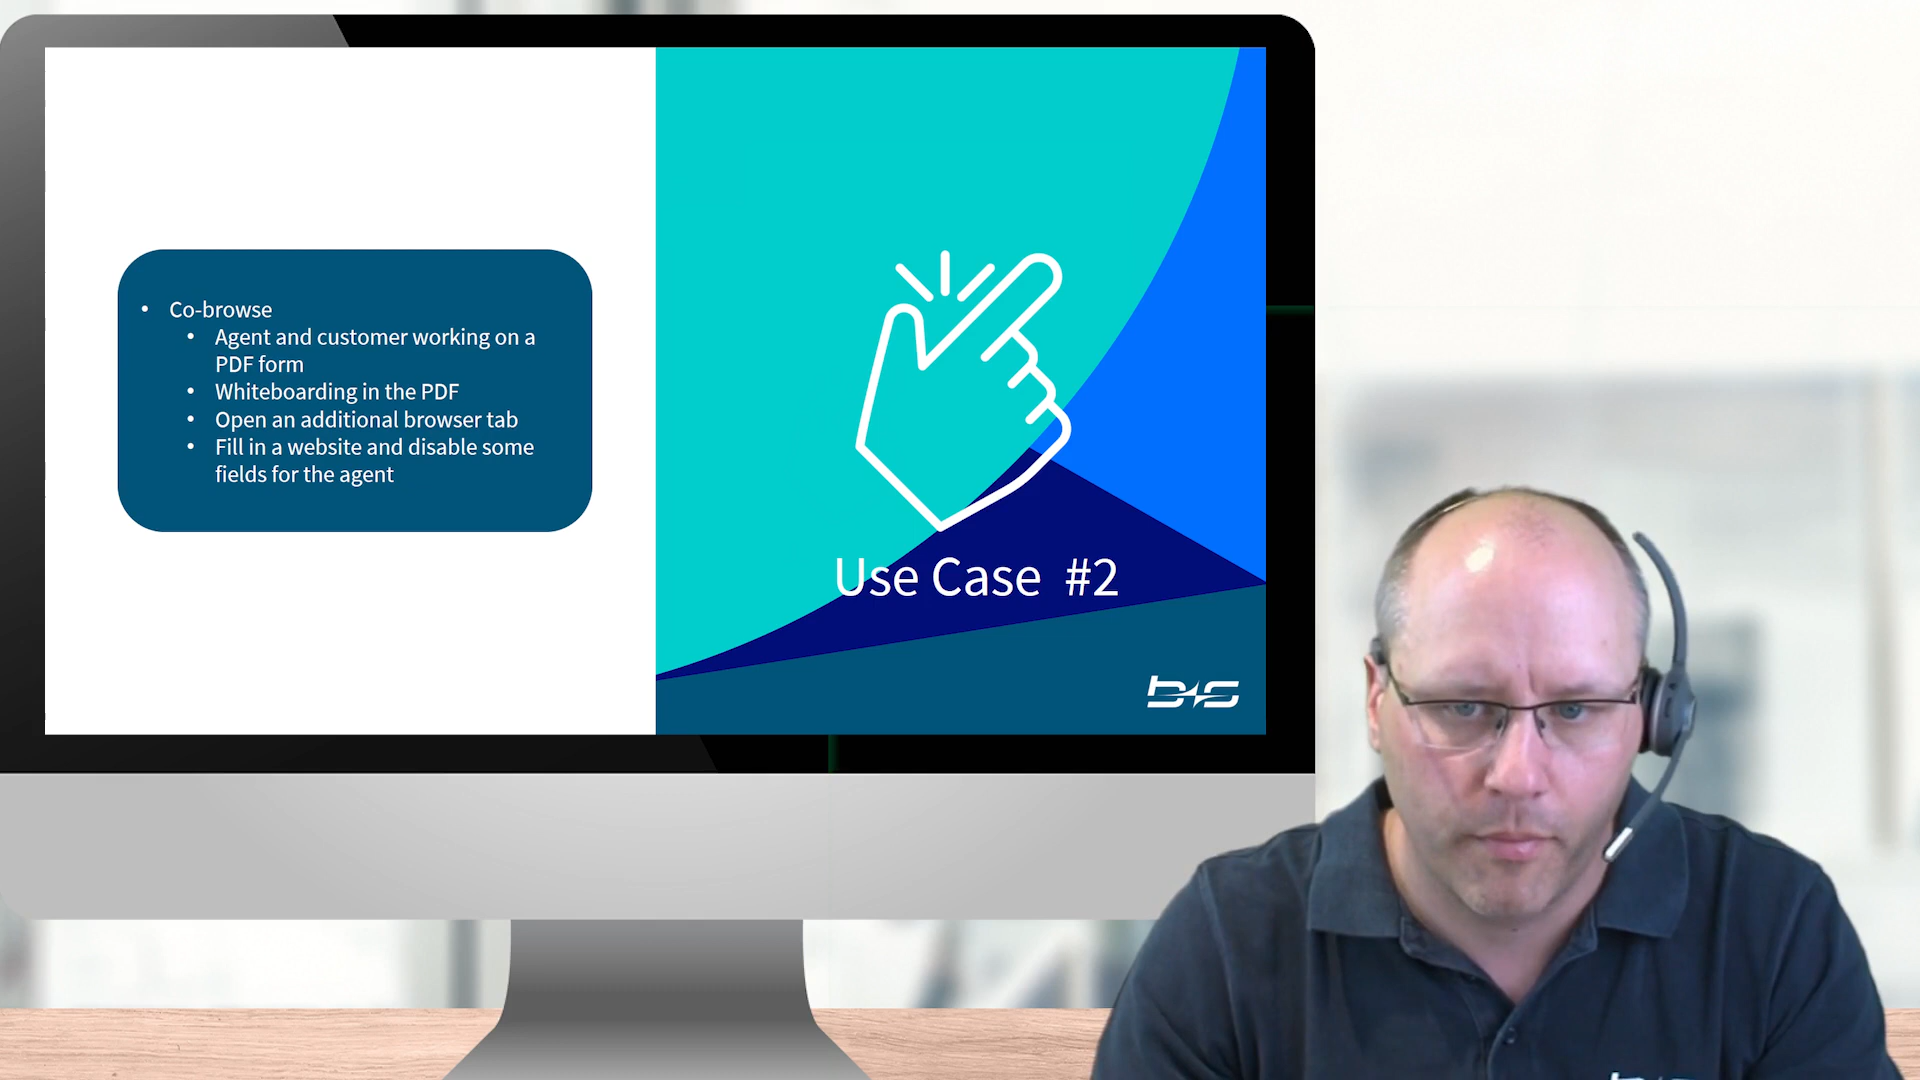 • Co-browse
• Agent and customer working on a
PDF form
• Whiteboarding in the PDF
• Open an additional browser tab
• Fill in a website and disable some
fields for the agent
Use Case #2